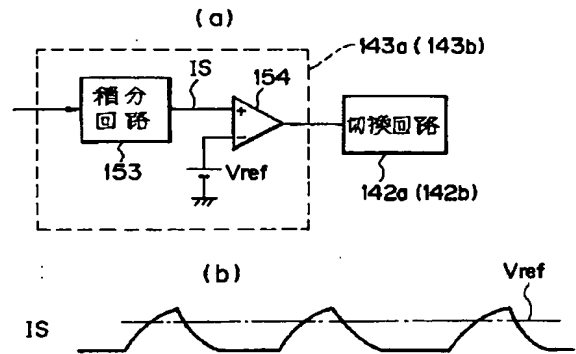 (a)
143a (143b)
IS
154
積分
回路
+
-
切換回路
153
Vref
142a (142b)
(b)
Vref
IS